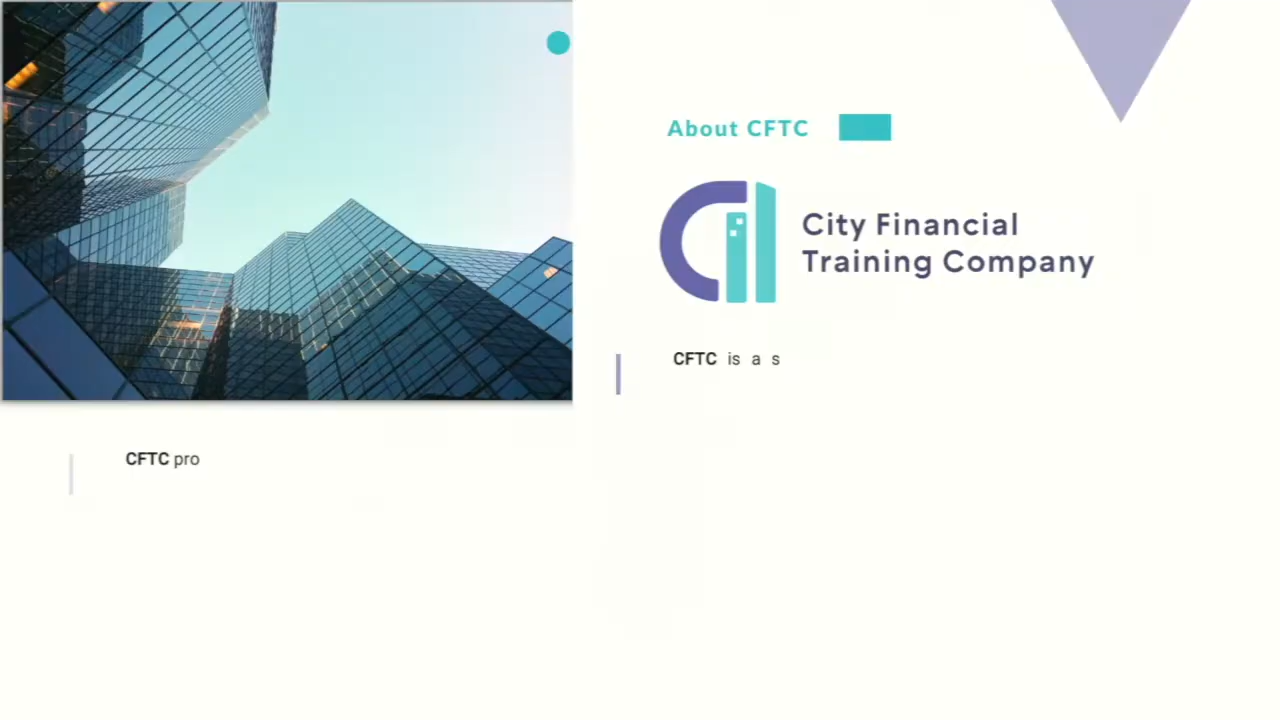 About CFTC
City Financial
Training Company
CFTC is a s
CFTC pro